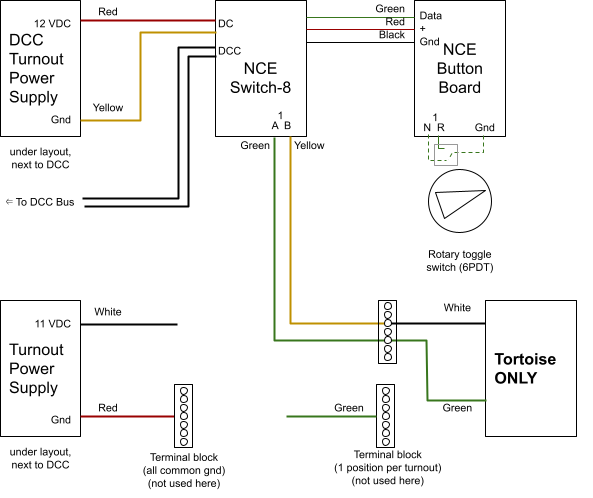 12 VDC
DCC
Turnout
Power
Supply
Gnd
Red
Yellow
under layout,
next to DCC
⇐ To DCC Bus
DC
DCC
NCE
Switch-8
1
A B
Green
Yellow
Green
Red
Black
Data
+
Gnd
NCE
Button
Board
1
N R
Gnd
Rotary toggle
switch (6PDT)
11 VDC
Turnout
Power
Supply
Gnd
White
Red
under layout,
next to DCC
Terminal block
(all common gnd)
(not used here)
Green
Terminal block
(1 position per turnout)
(not used here)
White
Green
Tortoise
ONLY